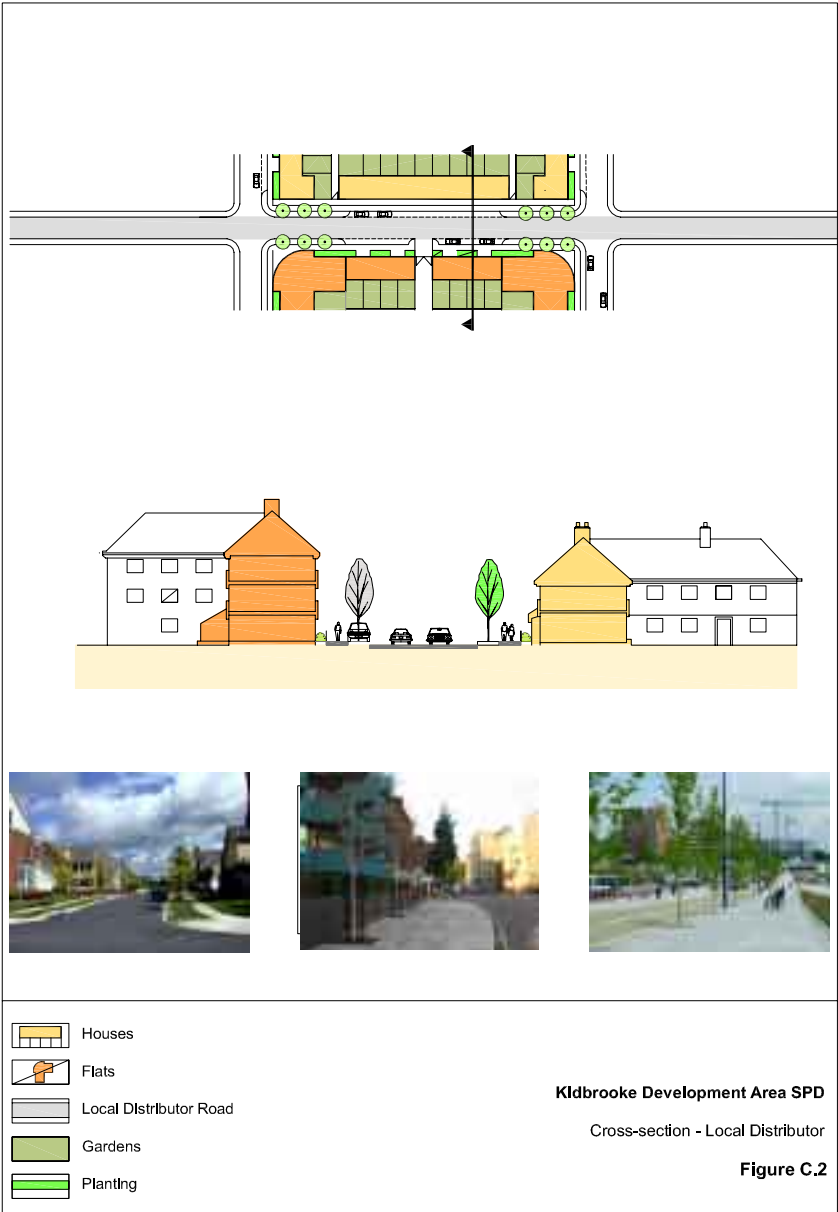 Houses
Flats
Local Distributor Road
Gardens
Planting
Kidbrooke Development Area SPD
Cross-section - Local Distributor
Figure C.2